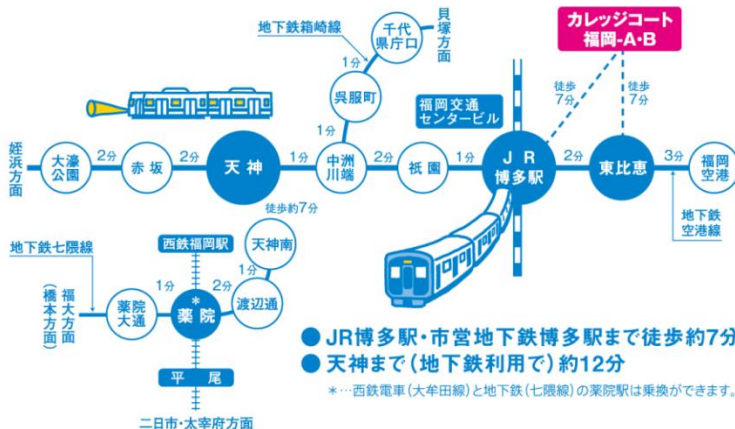 カレッジコート
福岡-A・B
徒歩
7分
徒歩
7分
地下鉄箱崎線
千代
県庁口
貝塚方面
1分
呉服町
1分
福岡交通
センタービル
姪浜方面
大濠
公園
2分
赤坂
2分
天神
1分
中洲
川端
2分
祇園
1分
JR
博多駅
2分
東比恵
3分
福岡
空港
地下鉄
空港線
徒歩約7分
地下鉄七隈線
西鉄福岡駅
天神南
1分
福大方面
(橋本方面)
薬院
大通
1分
*
薬院
2分
渡辺通
平尾
二日市・太宰府方面
●JR博多駅・市営地下鉄博多駅まで徒歩約7分
●天神まで(地下鉄利用で)約12分
*…西鉄電車(大牟田線)と地下鉄(七隈線)の薬院駅は乗換ができます。